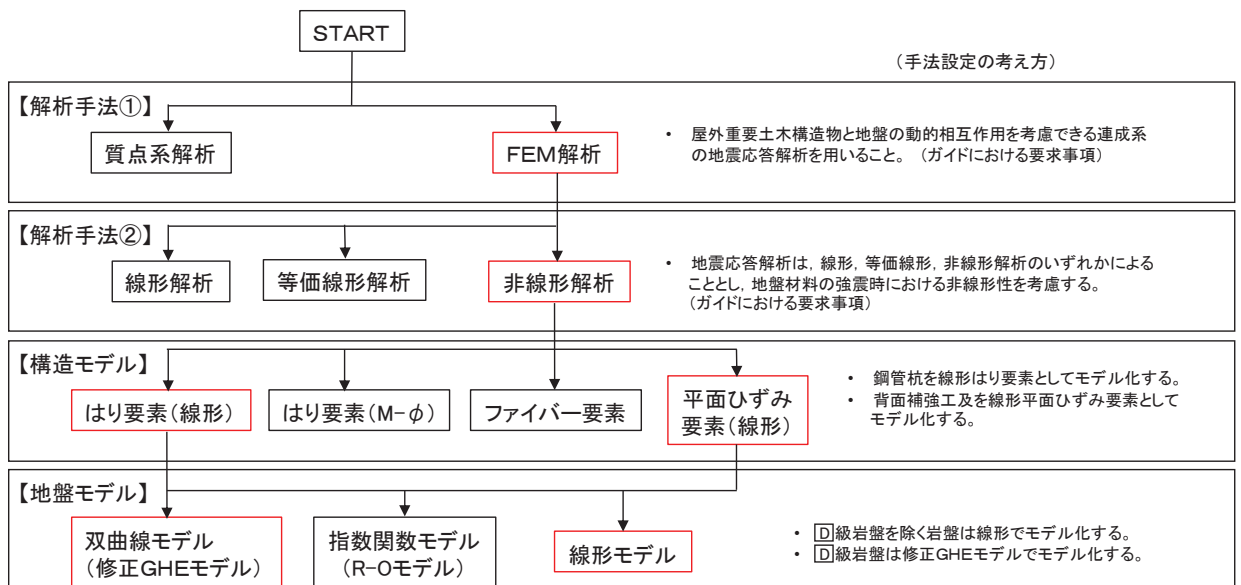 START
(手法設定の考え方)
【解析手法①】
質点系解析
FEM解析
・ 屋外重要土木構造物と地盤の動的相互作用を考慮できる連成系
の地震応答解析を用いること。 (ガイドにおける要求事項)
【解析手法②】
線形解析
等価線形解析
非線形解析
・ 地震応答解析は，線形，等価線形，非線形解析のいずれかによる
こととし，地盤材料の強震時における非線形性を考慮する。
(ガイドにおける要求事項)
【構造モデル】
はり要素(線形)
はり要素(M-φ)
ファイバー要素
平面ひずみ
要素(線形)
・ 鋼管杭を線形はり要素としてモデル化する。
・ 背面補強工及を線形平面ひずみ要素として
モデル化する。
【地盤モデル】
双曲線モデル
(修正GHEモデル)
指数関数モデル
(R-Oモデル)
線形モデル
・ D級岩盤を除く岩盤は線形でモデル化する。
・ D級岩盤は修正GHEモデルでモデル化する。